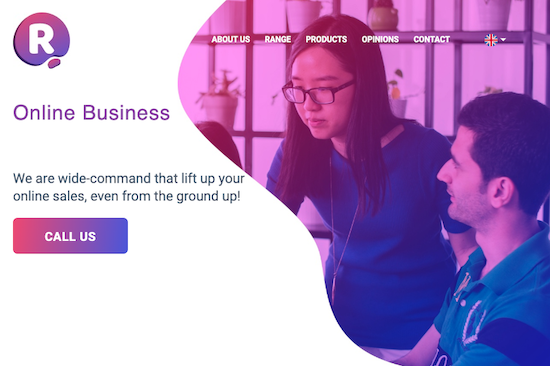 R
ABOUT US RANGE PRODUCTS OPINIONS CONTACT
Online Business
We are wide-command that lift up your
online sales, even from the ground up!
CALL US